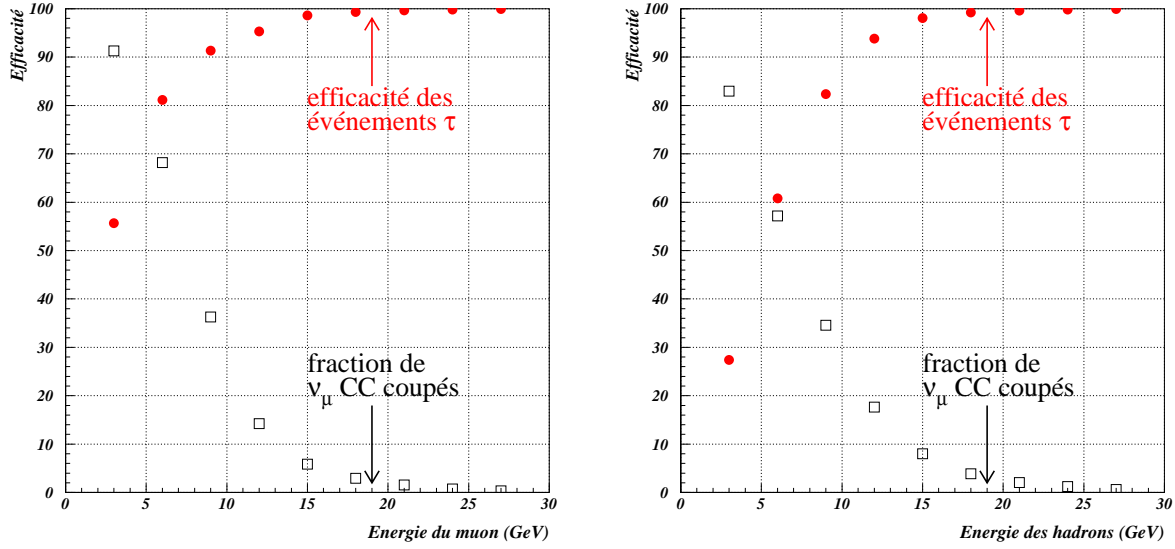 Efficacité
100
90
80
70
60
50
40
30
20
10
0
efficacité des
événements τ
fraction de
νμ CC coupés
0 5 10 15 20 25 30
Energie du muon (GeV)
Efficacité
100
90
80
70
60
50
40
30
20
10
0
efficacité des
événements τ
fraction de
νμ CC coupés
0 5 10 15 20 25 30
Energie des hadrons (GeV)